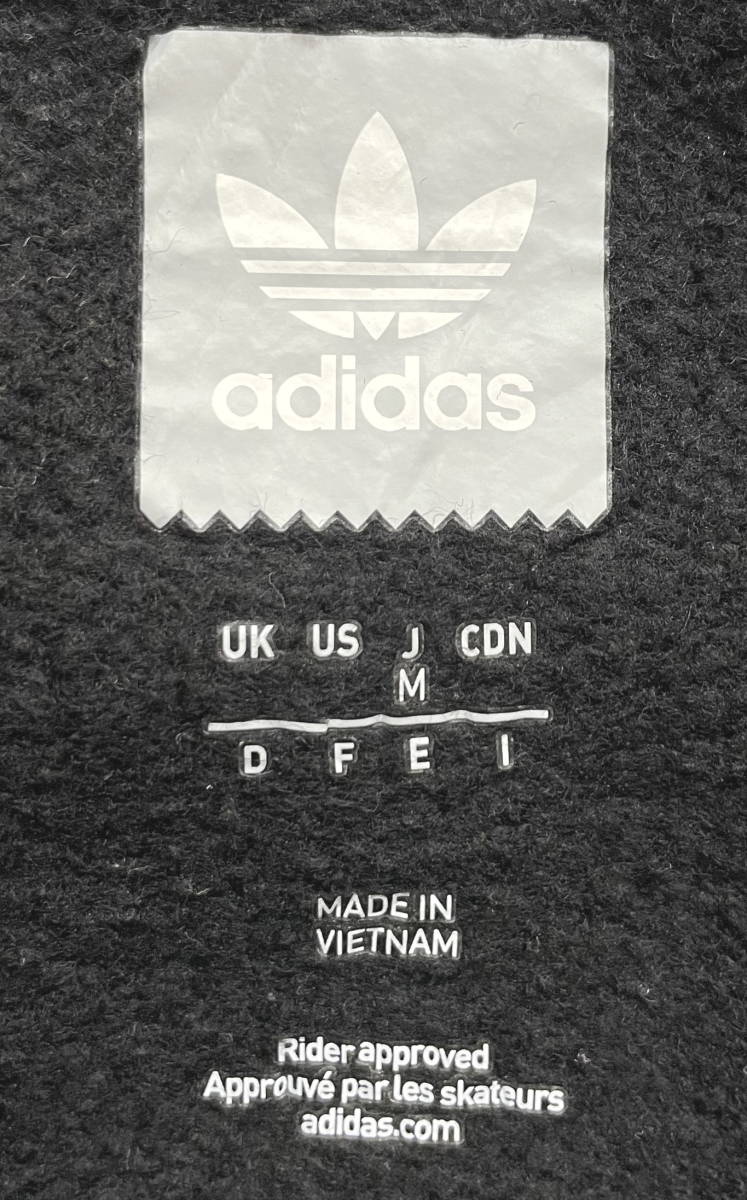 adidas
UK US J CDN
M
D F E I
MADE IN
VIETNAM
Rider approved
Approuvé par les skateurs
adidas.com